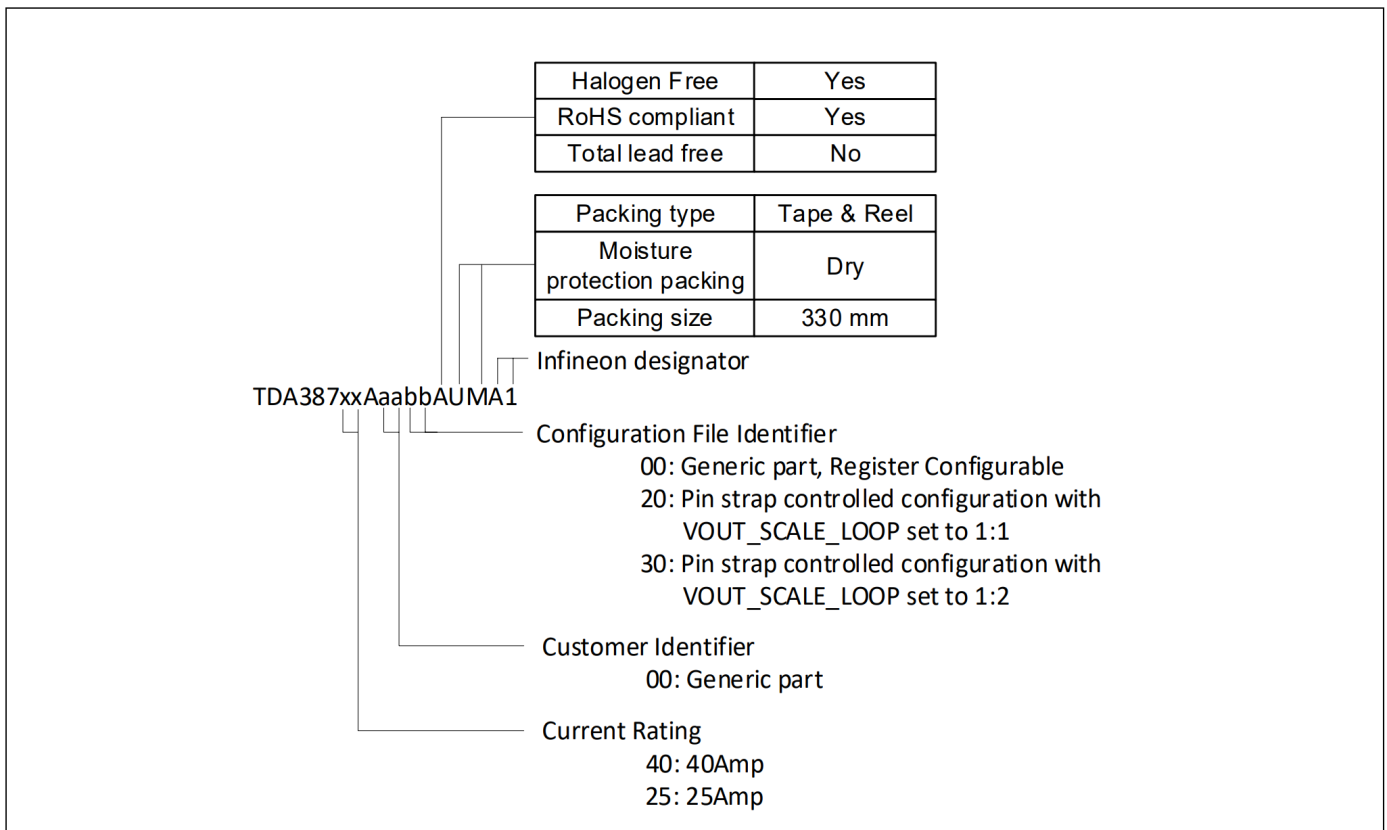 Halogen Free Yes
RoHS compliant Yes
Total lead free No
Packing type Tape & Reel
Moisture
protection packing Dry
Packing size 330 mm
Infineon designator
TDA387xxAaabbAUMA1
Configuration File Identifier
00: Generic part, Register Configurable
20: Pin strap controlled configuration with
VOUT_SCALE_LOOP set to 1:1
30: Pin strap controlled configuration with
VOUT_SCALE_LOOP set to 1:2
Customer Identifier
00: Generic part
Current Rating
40: 40Amp
25: 25Amp